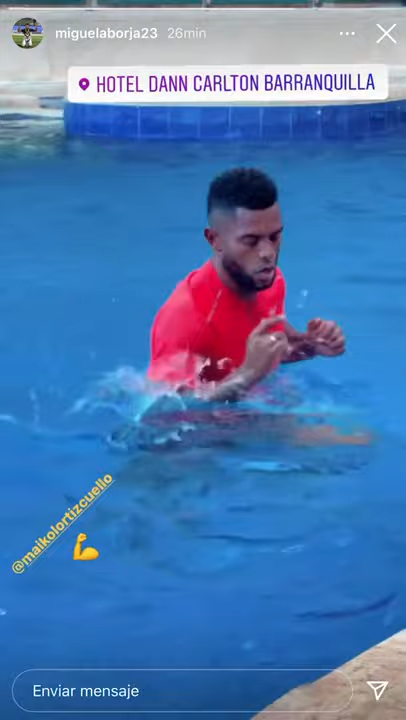 miguelaborja23 26min
HOTEL DANN CARLTON BARRANQUILLA
@maikolortizcuello
Enviar mensaje